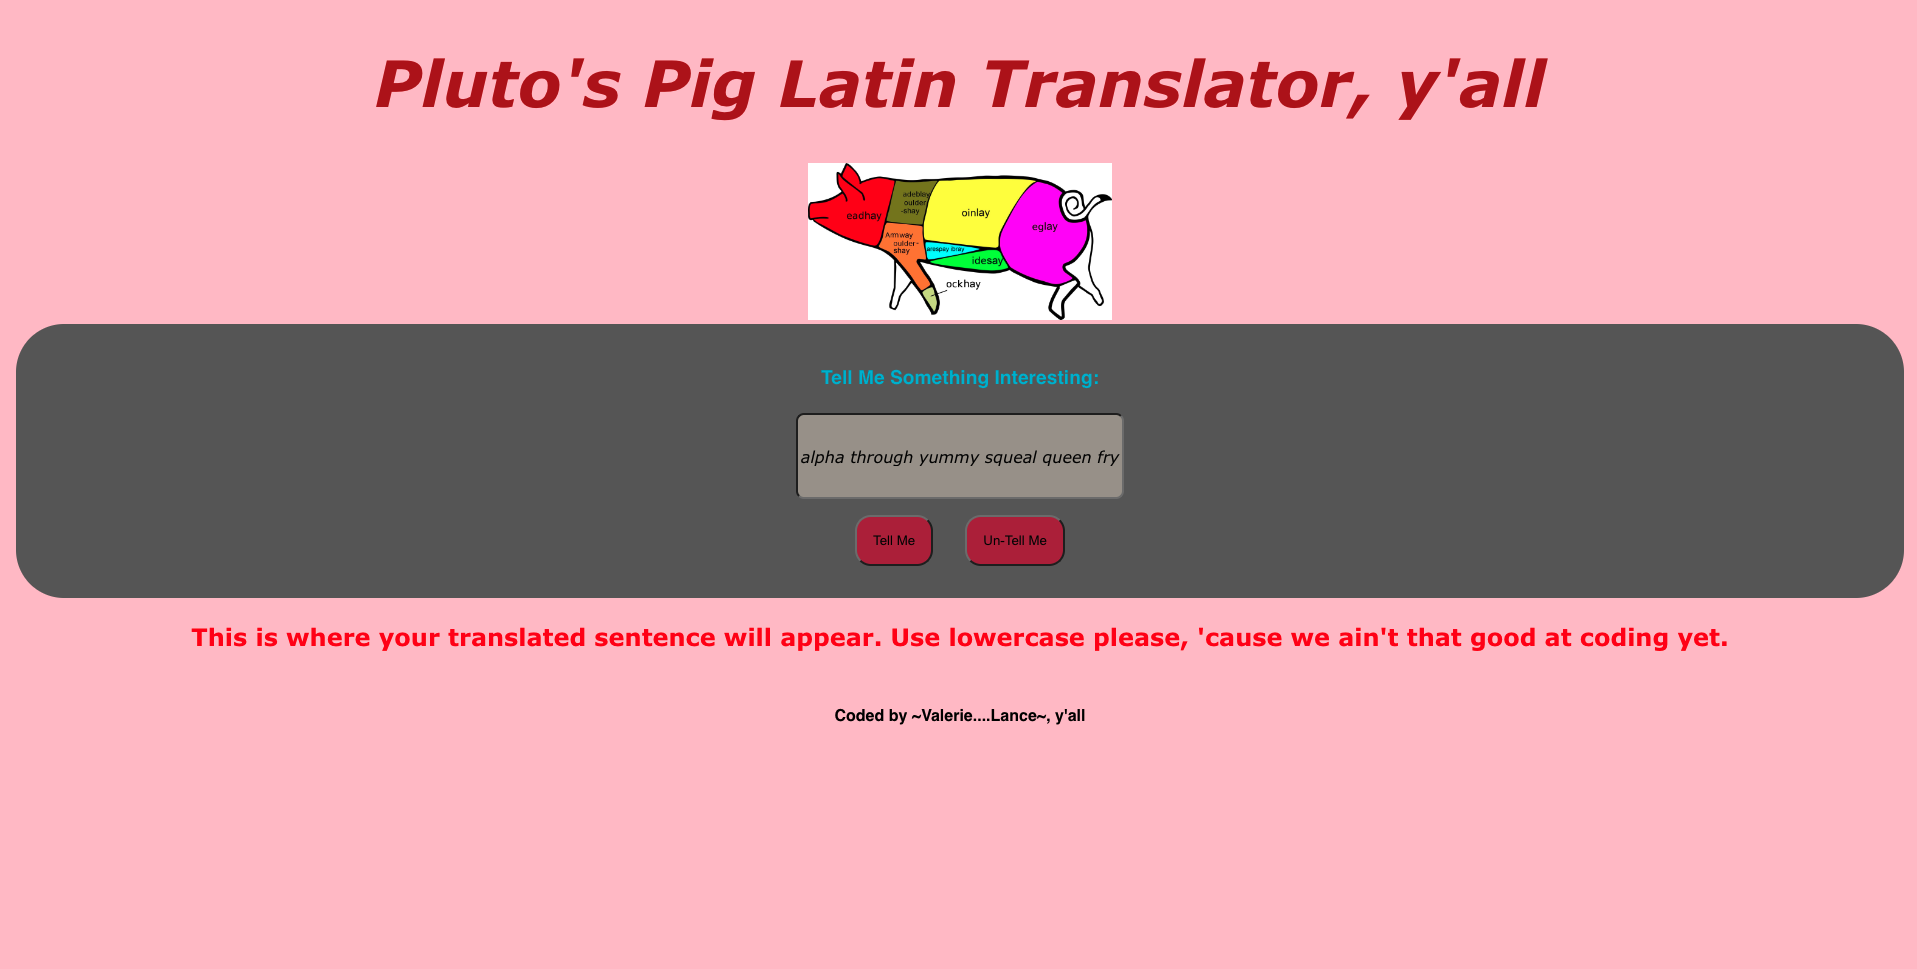 Pluto's Pig Latin Translator, y'all
eadhay
adeblay
oulder
-shay
oinlay
eglay
Armway
oulder-
shay
arespay ibray
idesay
ockhay
Tell Me Something Interesting:
alpha through yummy squeal queen fry
Tell Me
Un-Tell Me
This is where your translated sentence will appear. Use lowercase please, 'cause we ain't that good at coding yet.
Coded by ~Valerie....Lance~, y'all